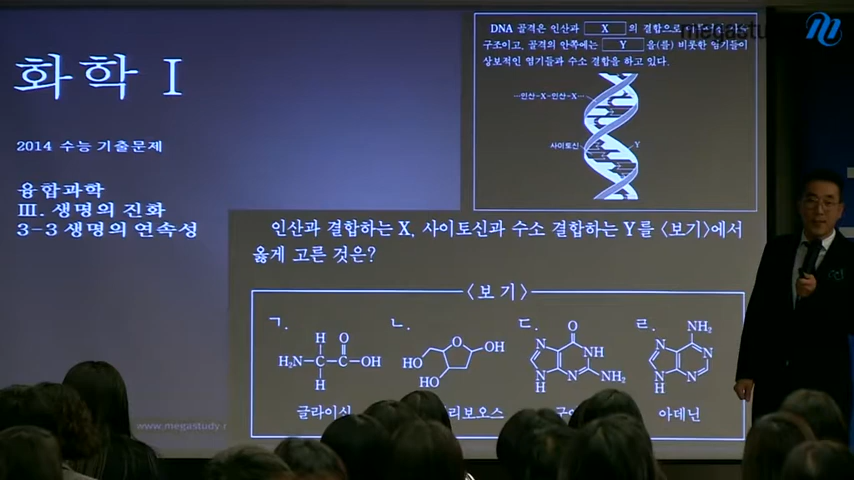 megastudy
DNA 골격은 인산과 X 의 결합으로
구조이고, 골격의 안쪽에는 Y 을(를) 비롯한 염기들이
상보적인 염기들과 수소 결합을 하고 있다.
…인산-X-인산-X…
사이토신
Y
화학 I
2014 수능 기출문제
융합과학
III. 생명의 진화
3-3 생명의 연속성
인산과 결합하는 X, 사이토신과 수소 결합하는 Y를 <보기>에서
옳게 고른 것은?
<보기>
ㄱ. ㄴ. ㄷ. ㄹ.
H O
H₂N C C OH
H
HO O OH
HO
O
N NH
N N NH₂
H
NH₂
N N
N N
H
글라이신 리보오스 아데닌
www.megastudy.